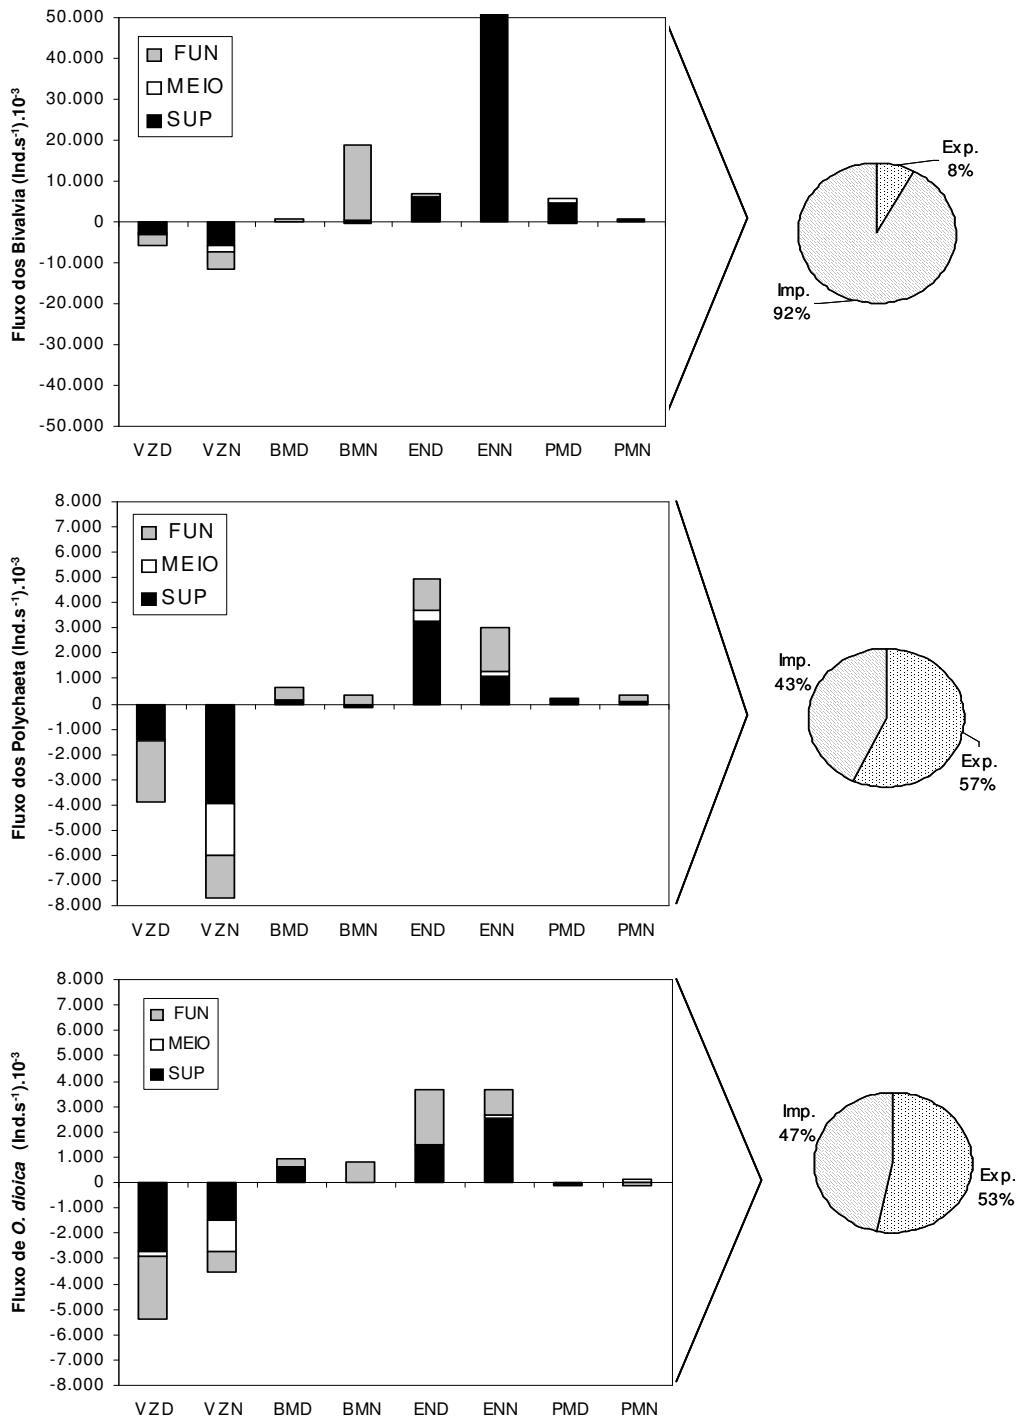 Fluxo dos Bivalvia (Ind.s⁻¹).10⁻³
50.000
40.000
30.000
20.000
10.000
0
-10.000
-20.000
-30.000
-40.000
-50.000
FUN
MEIO
SUP
VZD VZN BMD BMN END ENN PMD PMN
Exp.
8%
Imp.
92%
Fluxo dos Polychaeta (Ind.s⁻¹).10⁻³
8.000
7.000
6.000
5.000
4.000
3.000
2.000
1.000
0
-1.000
-2.000
-3.000
-4.000
-5.000
-6.000
-7.000
-8.000
FUN
MEIO
SUP
VZD VZN BMD BMN END ENN PMD PMN
Imp.
43%
Exp.
57%
Fluxo de O. dioica (Ind.s⁻¹).10⁻³
8.000
7.000
6.000
5.000
4.000
3.000
2.000
1.000
0
-1.000
-2.000
-3.000
-4.000
-5.000
-6.000
-7.000
-8.000
FUN
MEIO
SUP
VZD VZN BMD BMN END ENN PMD PMN
Imp.
47%
Exp.
53%